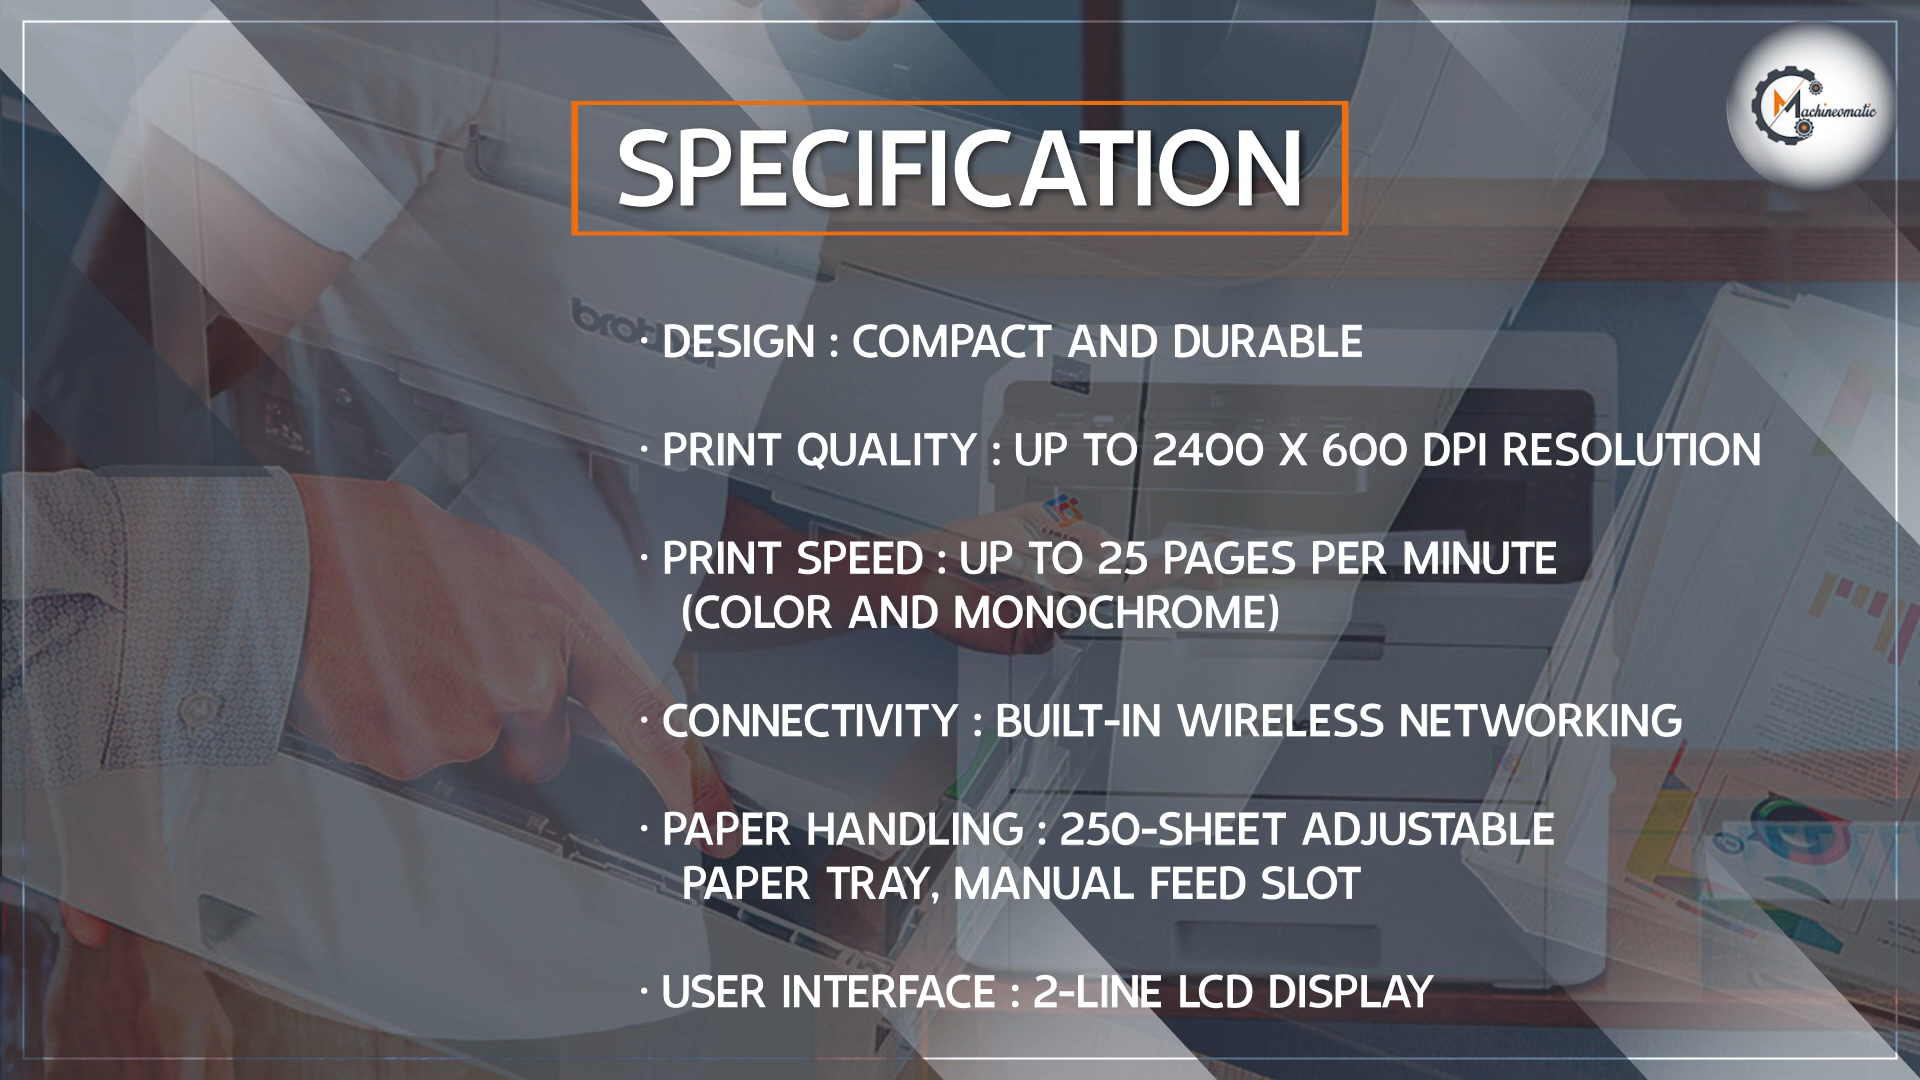 Machineomatic
SPECIFICATION
brother
· DESIGN : COMPACT AND DURABLE
· PRINT QUALITY : UP TO 2400 X 600 DPI RESOLUTION
· PRINT SPEED : UP TO 25 PAGES PER MINUTE
(COLOR AND MONOCHROME)
· CONNECTIVITY : BUILT-IN WIRELESS NETWORKING
· PAPER HANDLING : 250-SHEET ADJUSTABLE
PAPER TRAY, MANUAL FEED SLOT
· USER INTERFACE : 2-LINE LCD DISPLAY